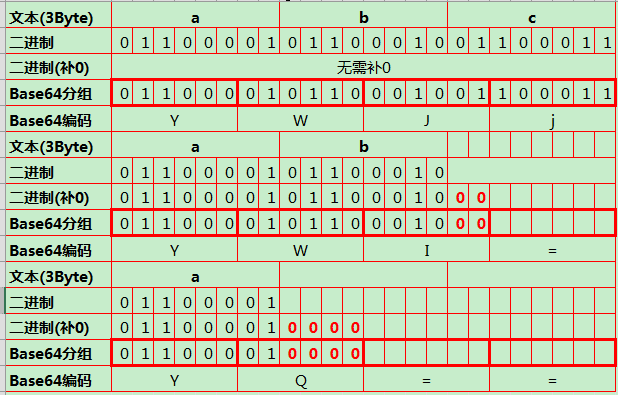 文本(3Byte) a b c
二进制 0 1 1 0 0 0 0 1 0 1 1 0 0 0 1 0 0 1 1 0 0 0 1 1
二进制(补0) 无需补0
Base64分组 0 1 1 0 0 0 0 1 0 1 1 0 0 0 1 0 0 1 1 0 0 0 1 1
Base64编码 Y W J j
文本(3Byte) a b
二进制 0 1 1 0 0 0 0 1 0 1 1 0 0 0 1 0
二进制(补0) 0 1 1 0 0 0 0 1 0 1 1 0 0 0 1 0 0 0
Base64分组 0 1 1 0 0 0 0 1 0 1 1 0 0 0 1 0 0 0
Base64编码 Y W I =
文本(3Byte) a
二进制 0 1 1 0 0 0 0 1
二进制(补0) 0 1 1 0 0 0 0 1 0 0 0 0
Base64分组 0 1 1 0 0 0 0 1 0 0 0 0
Base64编码 Y Q = =